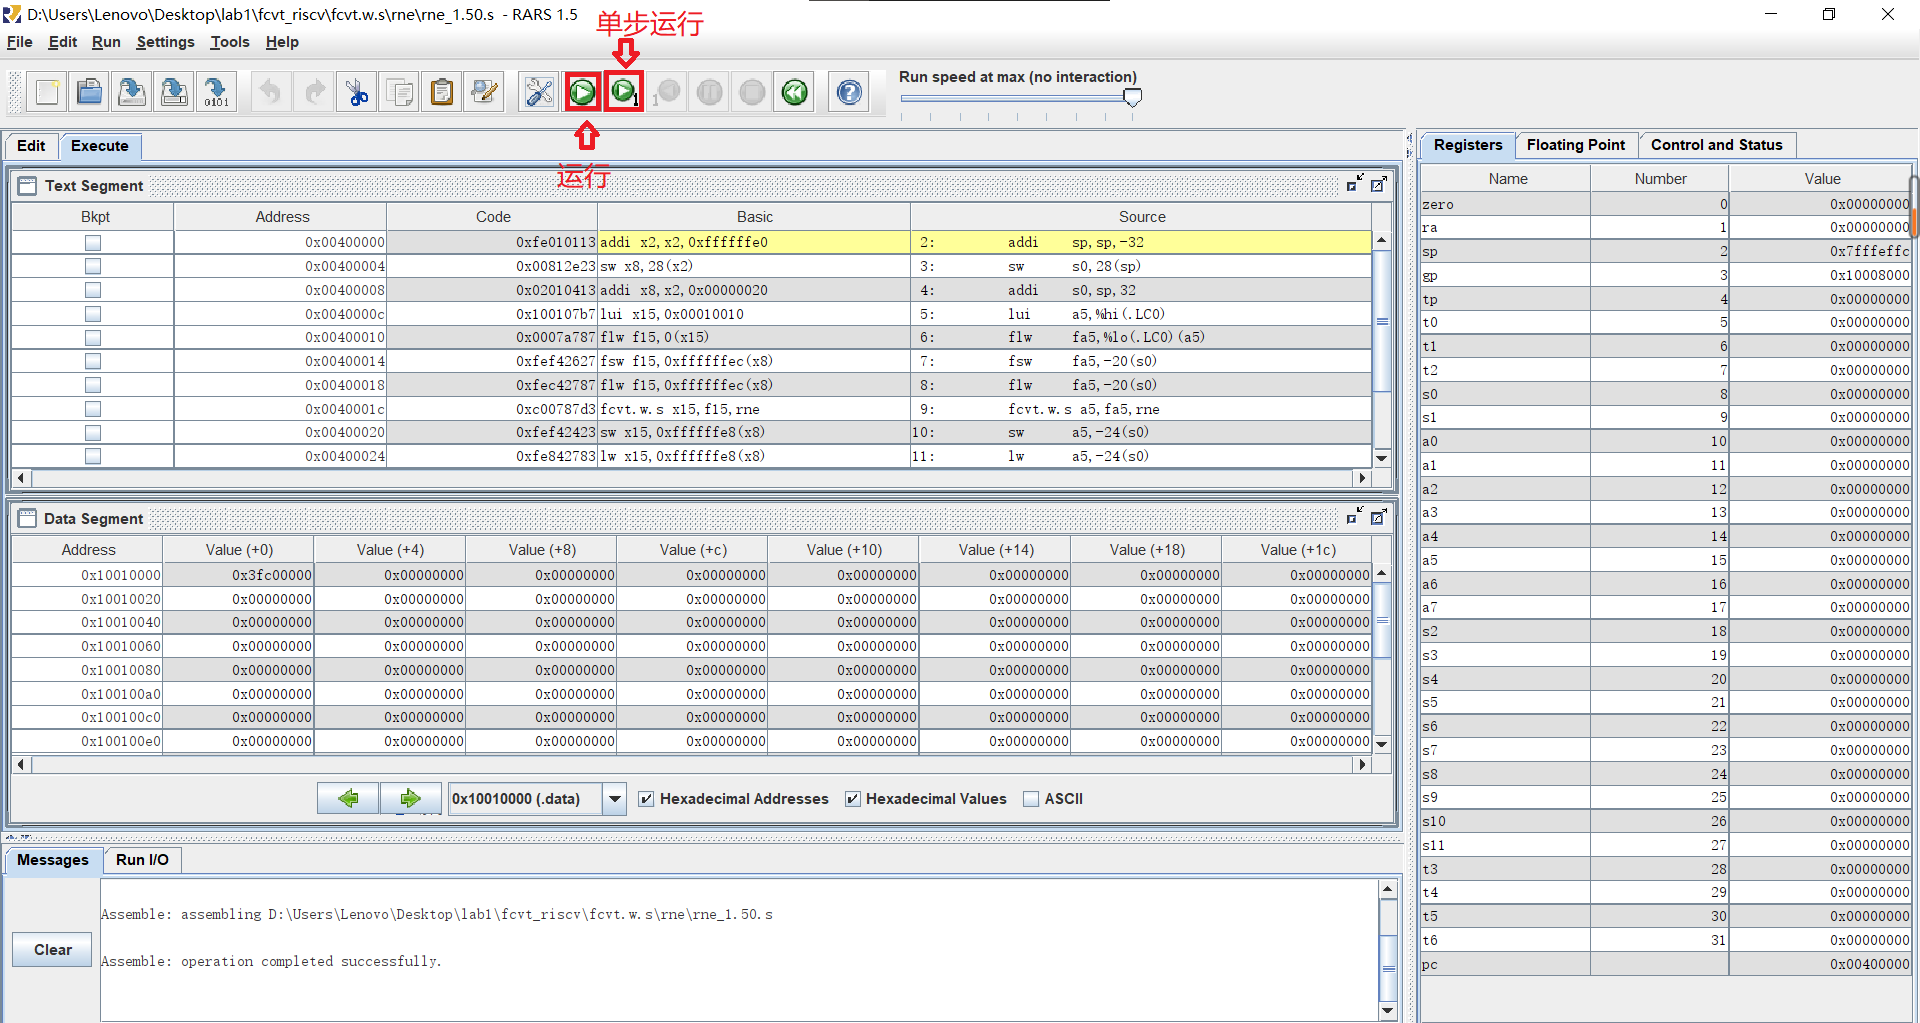 D:\Users\Lenovo\Desktop\lab1\fcvt_riscv\fcvt.w.s\rne\rne_1.50.s - RARS 1.5
File Edit Run Settings Tools Help
单步运行
Run speed at max (no interaction)
运行
Edit Execute
Text Segment
Bkpt Address Code Basic Source
0x00400000 0xfe010113 addi x2,x2,0xffffffe0 2: addi sp,sp,-32
0x00400004 0x00812e23 sw x8,28(x2) 3: sw s0,28(sp)
0x00400008 0x02010413 addi x8,x2,0x00000020 4: addi s0,sp,32
0x0040000c 0x100107b7 lui x15,0x00010010 5: lui a5,%hi(.LC0)
0x00400010 0x0007a787 flw f15,0(x15) 6: flw fa5,%lo(.LC0)(a5)
0x00400014 0xfef42627 fsw f15,0xffffffec(x8) 7: fsw fa5,-20(s0)
0x00400018 0xfec42787 flw f15,0xffffffec(x8) 8: flw fa5,-20(s0)
0x0040001c 0xc00787d3 fcvt.w.s x15,f15,rne 9: fcvt.w.s a5,fa5,rne
0x00400020 0xfef42423 sw x15,0xffffffe8(x8) 10: sw a5,-24(s0)
0x00400024 0xfe842783 lw x15,0xffffffe8(x8) 11: lw a5,-24(s0)
Data Segment
Address Value (+0) Value (+4) Value (+8) Value (+c) Value (+10) Value (+14) Value (+18) Value (+1c)
0x10010000 0x3fc00000 0x00000000 0x00000000 0x00000000 0x00000000 0x00000000 0x00000000 0x00000000
0x10010020 0x00000000 0x00000000 0x00000000 0x00000000 0x00000000 0x00000000 0x00000000 0x00000000
0x10010040 0x00000000 0x00000000 0x00000000 0x00000000 0x00000000 0x00000000 0x00000000 0x00000000
0x10010060 0x00000000 0x00000000 0x00000000 0x00000000 0x00000000 0x00000000 0x00000000 0x00000000
0x10010080 0x00000000 0x00000000 0x00000000 0x00000000 0x00000000 0x00000000 0x00000000 0x00000000
0x100100a0 0x00000000 0x00000000 0x00000000 0x00000000 0x00000000 0x00000000 0x00000000 0x00000000
0x100100c0 0x00000000 0x00000000 0x00000000 0x00000000 0x00000000 0x00000000 0x00000000 0x00000000
0x100100e0 0x00000000 0x00000000 0x00000000 0x00000000 0x00000000 0x00000000 0x00000000 0x00000000
0x10010000 (.data) Hexadecimal Addresses Hexadecimal Values ASCII
Messages Run I/O
Assemble: assembling D:\Users\Lenovo\Desktop\lab1\fcvt_riscv\fcvt.w.s\rne\rne_1.50.s
Clear
Assemble: operation completed successfully.
Registers Floating Point Control and Status
Name Number Value
zero 0 0x00000000
ra 1 0x00000000
sp 2 0x7fffeffc
gp 3 0x10008000
tp 4 0x00000000
t0 5 0x00000000
t1 6 0x00000000
t2 7 0x00000000
s0 8 0x00000000
s1 9 0x00000000
a0 10 0x00000000
a1 11 0x00000000
a2 12 0x00000000
a3 13 0x00000000
a4 14 0x00000000
a5 15 0x00000000
a6 16 0x00000000
a7 17 0x00000000
s2 18 0x00000000
s3 19 0x00000000
s4 20 0x00000000
s5 21 0x00000000
s6 22 0x00000000
s7 23 0x00000000
s8 24 0x00000000
s9 25 0x00000000
s10 26 0x00000000
s11 27 0x00000000
t3 28 0x00000000
t4 29 0x00000000
t5 30 0x00000000
t6 31 0x00000000
pc 0x00400000